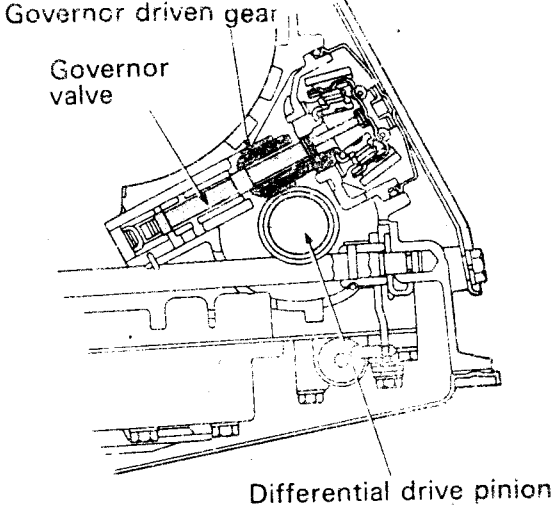 Governor driven gear
Governor
valve
Differential drive pinion